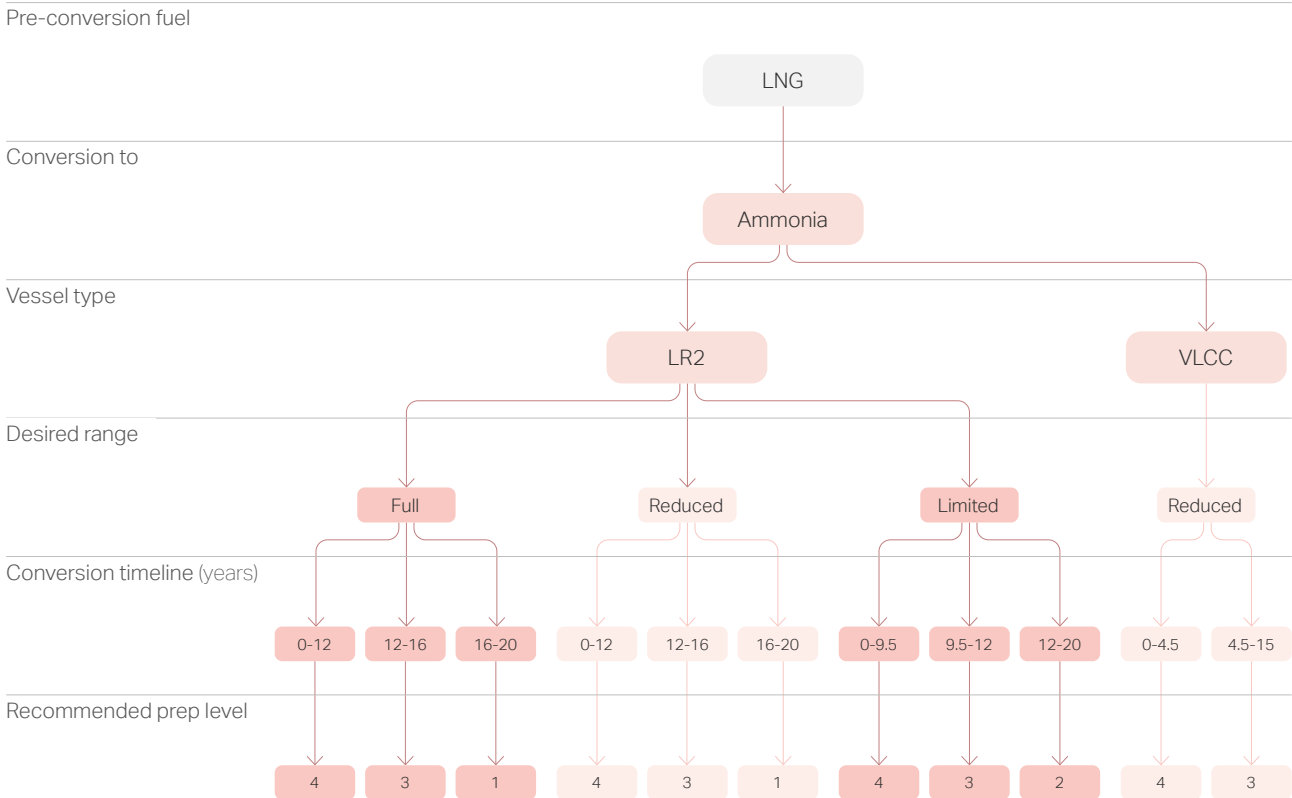 Pre-conversion fuel
LNG
Conversion to
Ammonia
Vessel type
LR2 VLCC
Desired range
Full Reduced Limited Reduced
Conversion timeline (years)
0-12 12-16 16-20 0-12 12-16 16-20 0-9.5 9.5-12 12-20 0-4.5 4.5-15
Recommended prep level
4 3 1 4 3 1 4 3 2 4 3